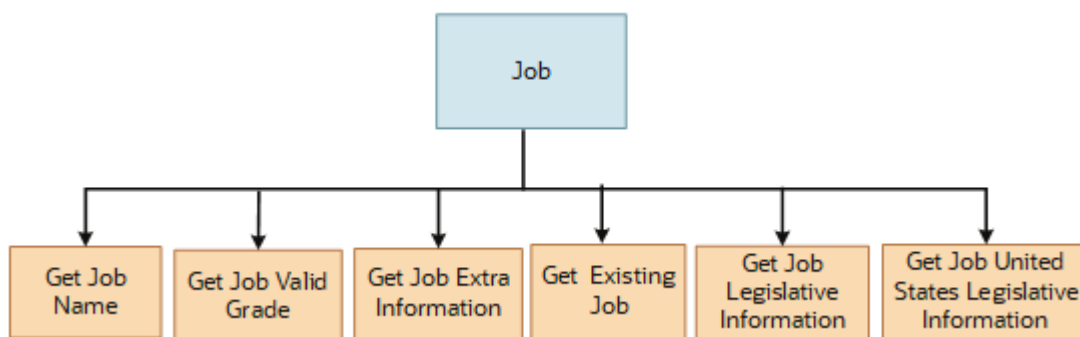 Job
Get Job
Name
Get Job Valid
Grade
Get Job Extra
Information
Get Existing
Job
Get Job
Legislative
Information
Get Job United
States Legislative
Information